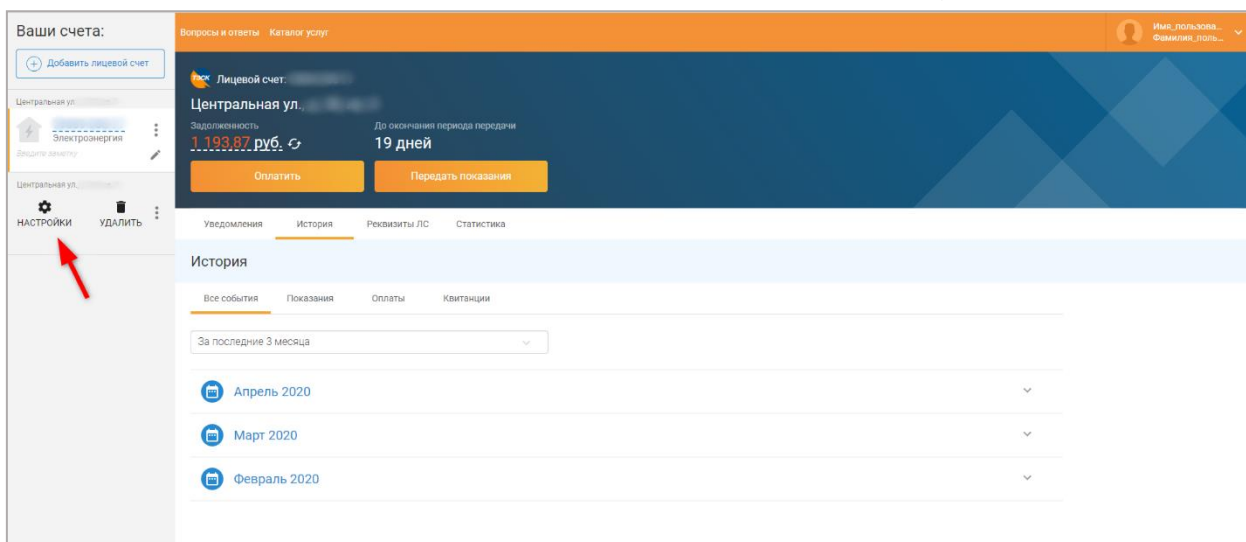 Ваши счета:
Добавить лицевой счет
Центральная ул
Электроэнергия
Введите заметку
Центральная ул.,
НАСТРОЙКИ
УДАЛИТЬ
Вопросы и ответы Каталог услуг
Имя_пользова...
Фамилия_поль...
ТЭСК
Лицевой счет:
Центральная ул.,
Задолженность
До окончания периода передачи
1 193,87 руб.
19 дней
Оплатить
Передать показания
Уведомления История Реквизиты ЛС Статистика
История
Все события Показания Оплаты Квитанции
За последние 3 месяца
Апрель 2020
Март 2020
Февраль 2020